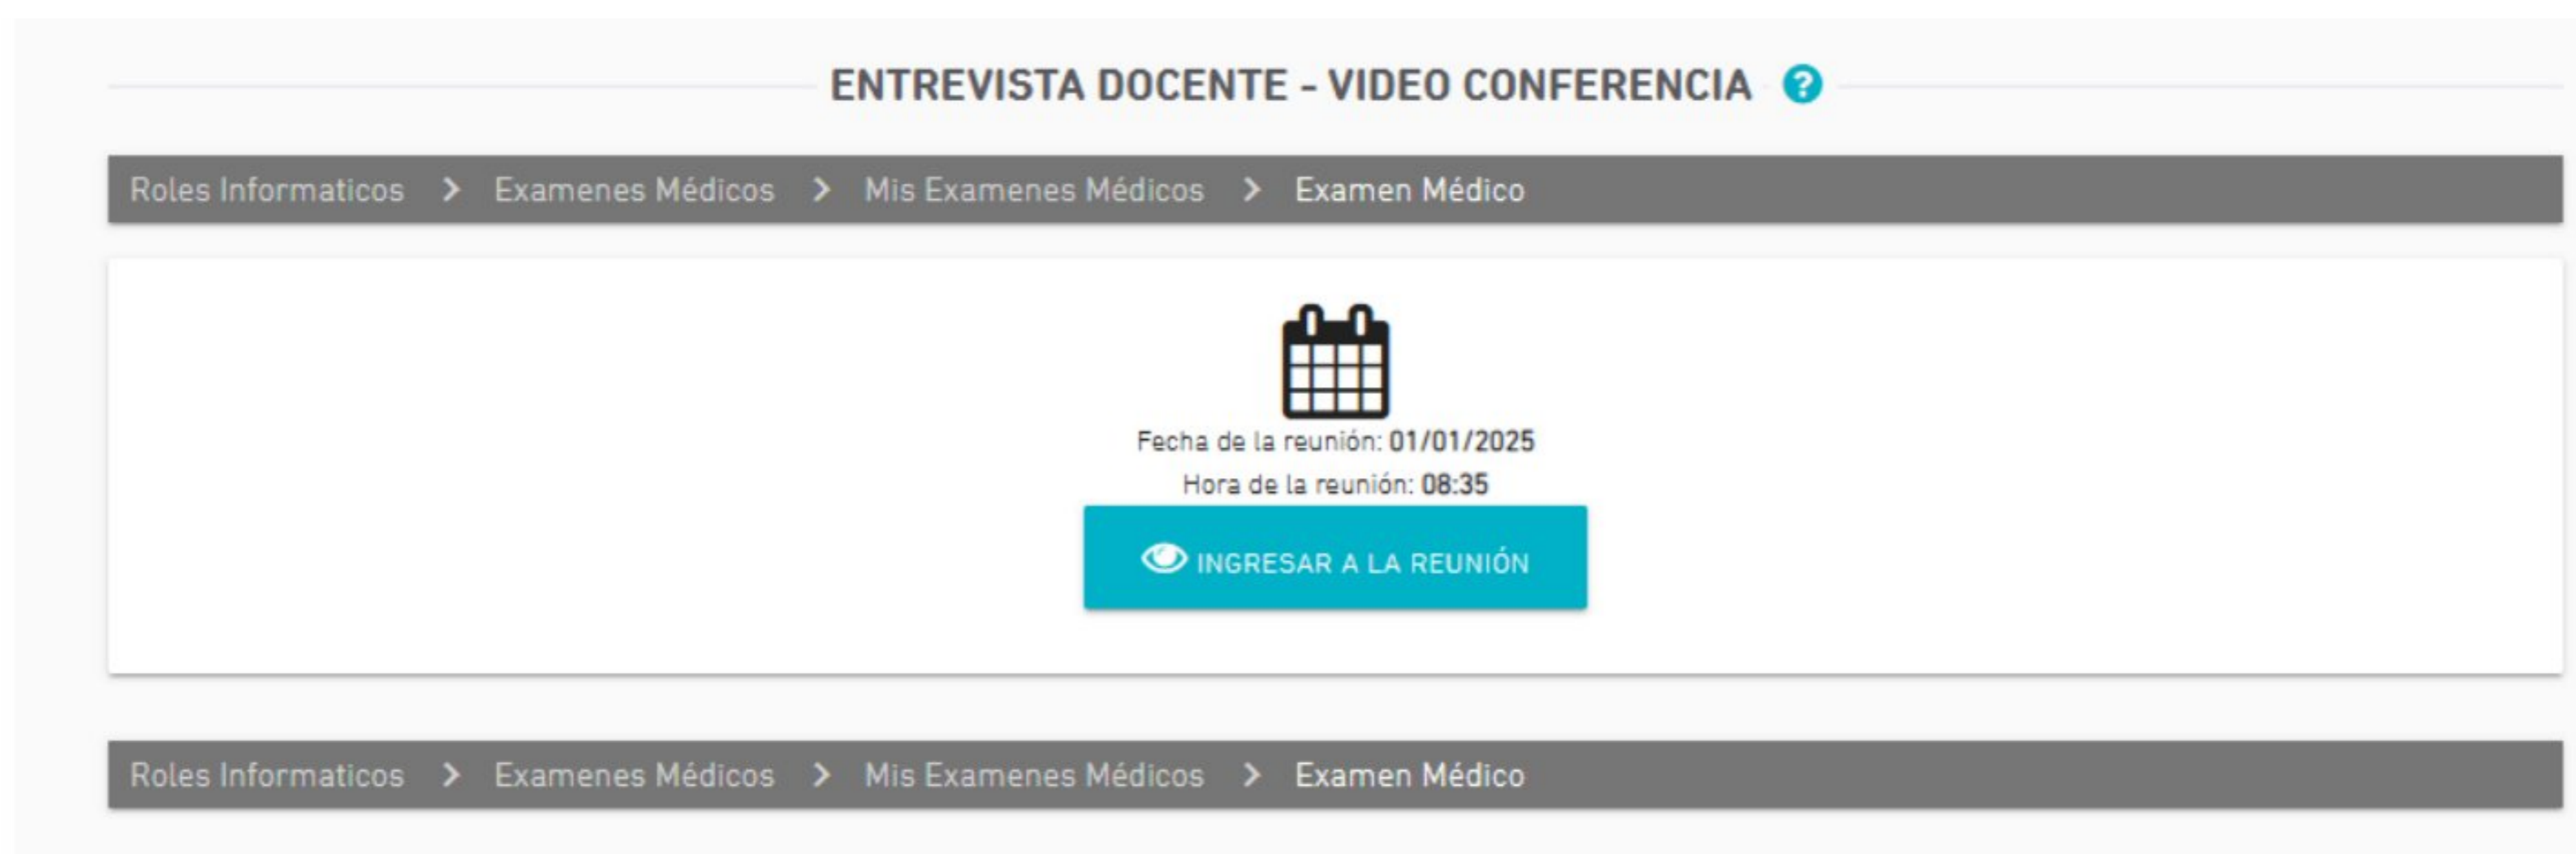 ENTREVISTA DOCENTE - VIDEO CONFERENCIA ?
Roles Informaticos > Examenes Médicos > Mis Examenes Médicos > Examen Médico
Fecha de la reunión: 01/01/2025
Hora de la reunión: 08:35
INGRESAR A LA REUNIÓN
Roles Informaticos > Examenes Médicos > Mis Examenes Médicos > Examen Médico